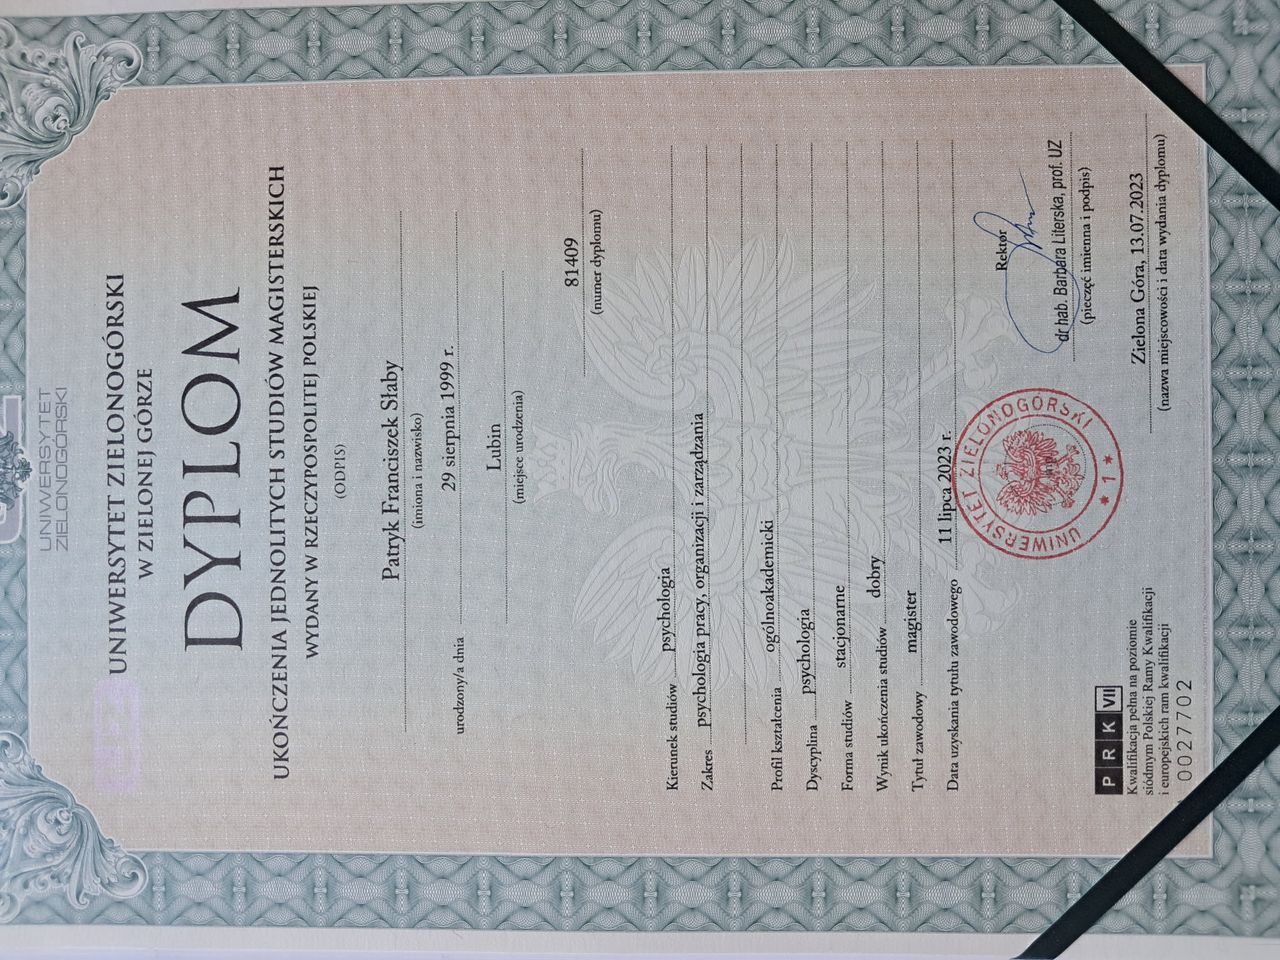 UNIWERSYTET
ZIELONOGÓRSKI
UNIWERSYTET ZIELONOGÓRSKI
W ZIELONEJ GÓRZE
DYPLOM
UKOŃCZENIA JEDNOLITYCH STUDIÓW MAGISTERSKICH
WYDANY W RZECZYPOSPOLITEJ POLSKIEJ
(ODPIS)
Patryk Franciszek Słaby
(imiona i nazwisko)
urodzony/a dnia 29 sierpnia 1999 r.
Lubin
(miejsce urodzenia)
81409
(numer dyplomu)
Kierunek studiów psychologia
Zakres psychologia pracy, organizacji i zarządzania
Profil kształcenia ogólnoakademicki
Dyscyplina psychologia
Forma studiów stacjonarne
Wynik ukończenia studiów dobry
Tytuł zawodowy magister
Data uzyskania tytułu zawodowego 11 lipca 2023 r.
Rektor
dr hab. Barbara Literska, prof. UZ
(pieczęć imienna i podpis)
UNIWERSYTET ZIELONOGÓRSKI * 1 *
Zielona Góra, 13.07.2023
(nazwa miejscowości i data wydania dyplomu)
PRK VII
Kwalifikacja pełna na poziomie
siódmym Polskiej Ramy Kwalifikacji
i europejskich ram kwalifikacji
0027702